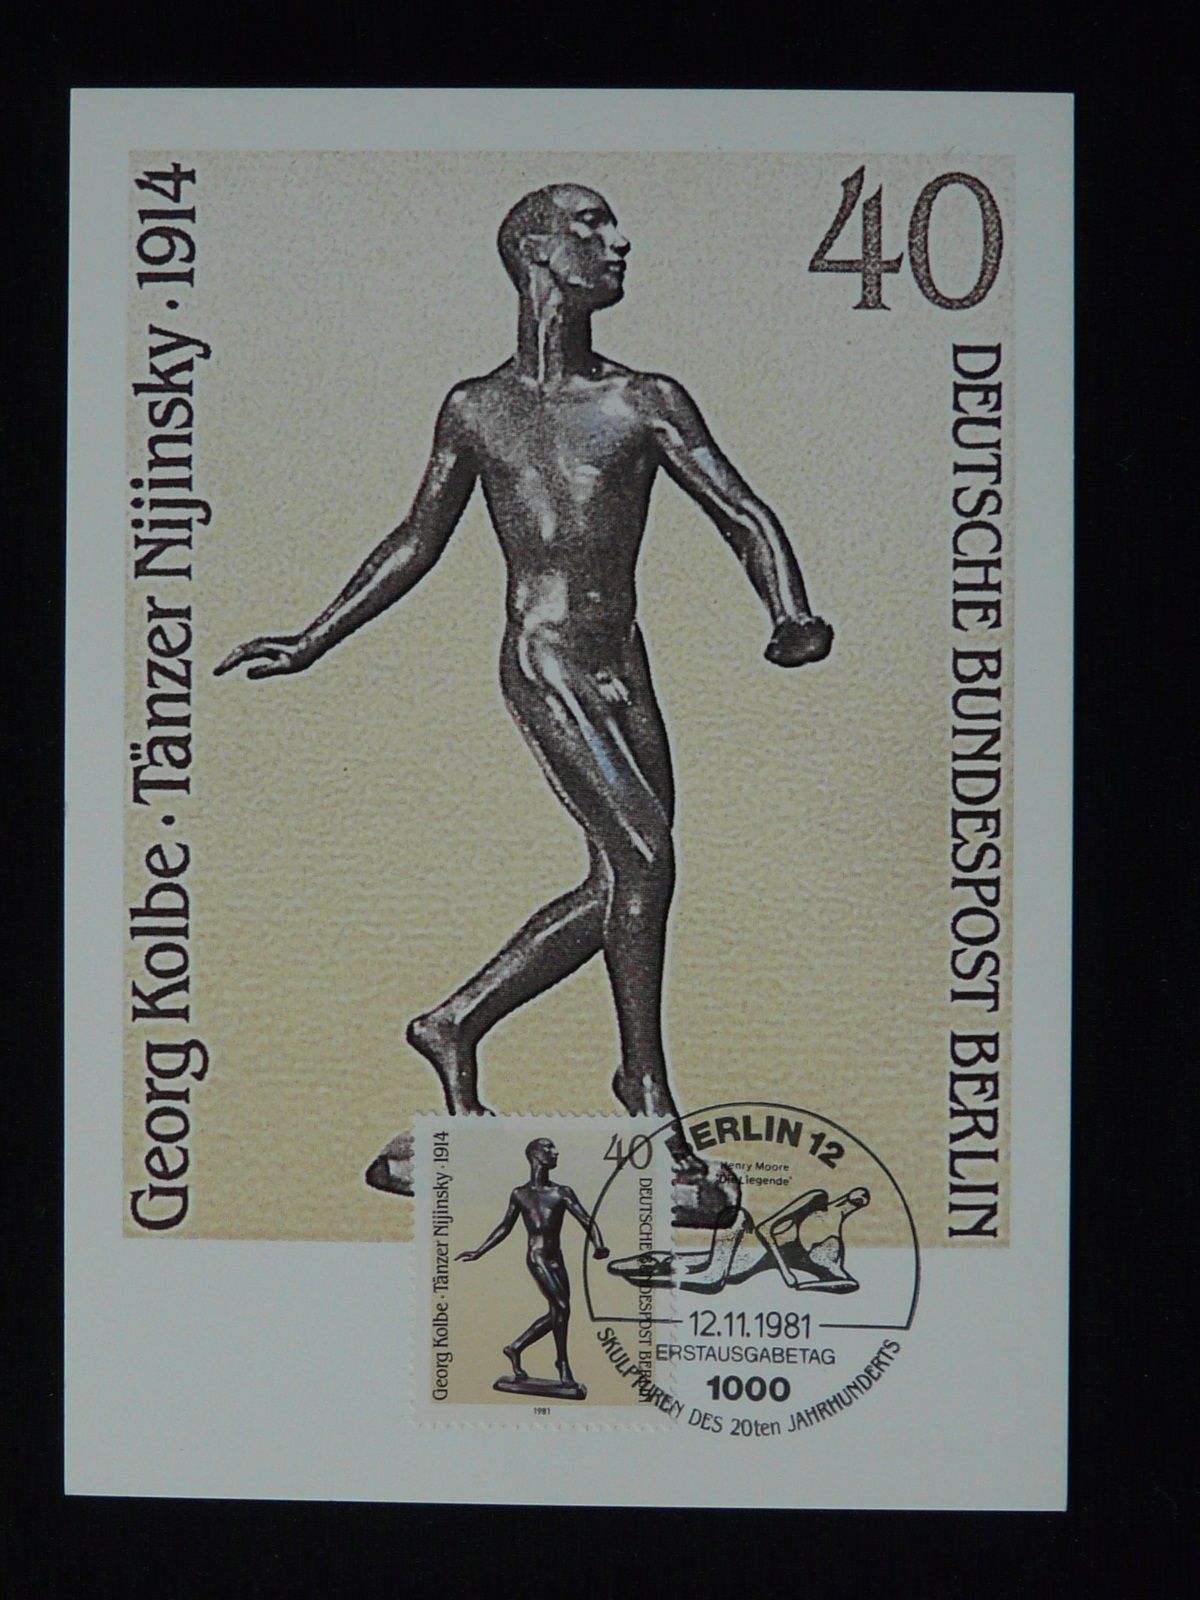 Georg Kolbe · Tänzer Nijinsky · 1914
40
DEUTSCHE BUNDESPOST BERLIN
Georg Kolbe · Tänzer Nijinsky · 1914
40
DEUTSCHE BUNDESPOST BERLIN
1981
BERLIN 12
Henry Moore
"Die Liegende"
12.11.1981
ERSTAUSGABETAG
1000
SKULPTUREN DES 20ten JAHRHUNDERTS